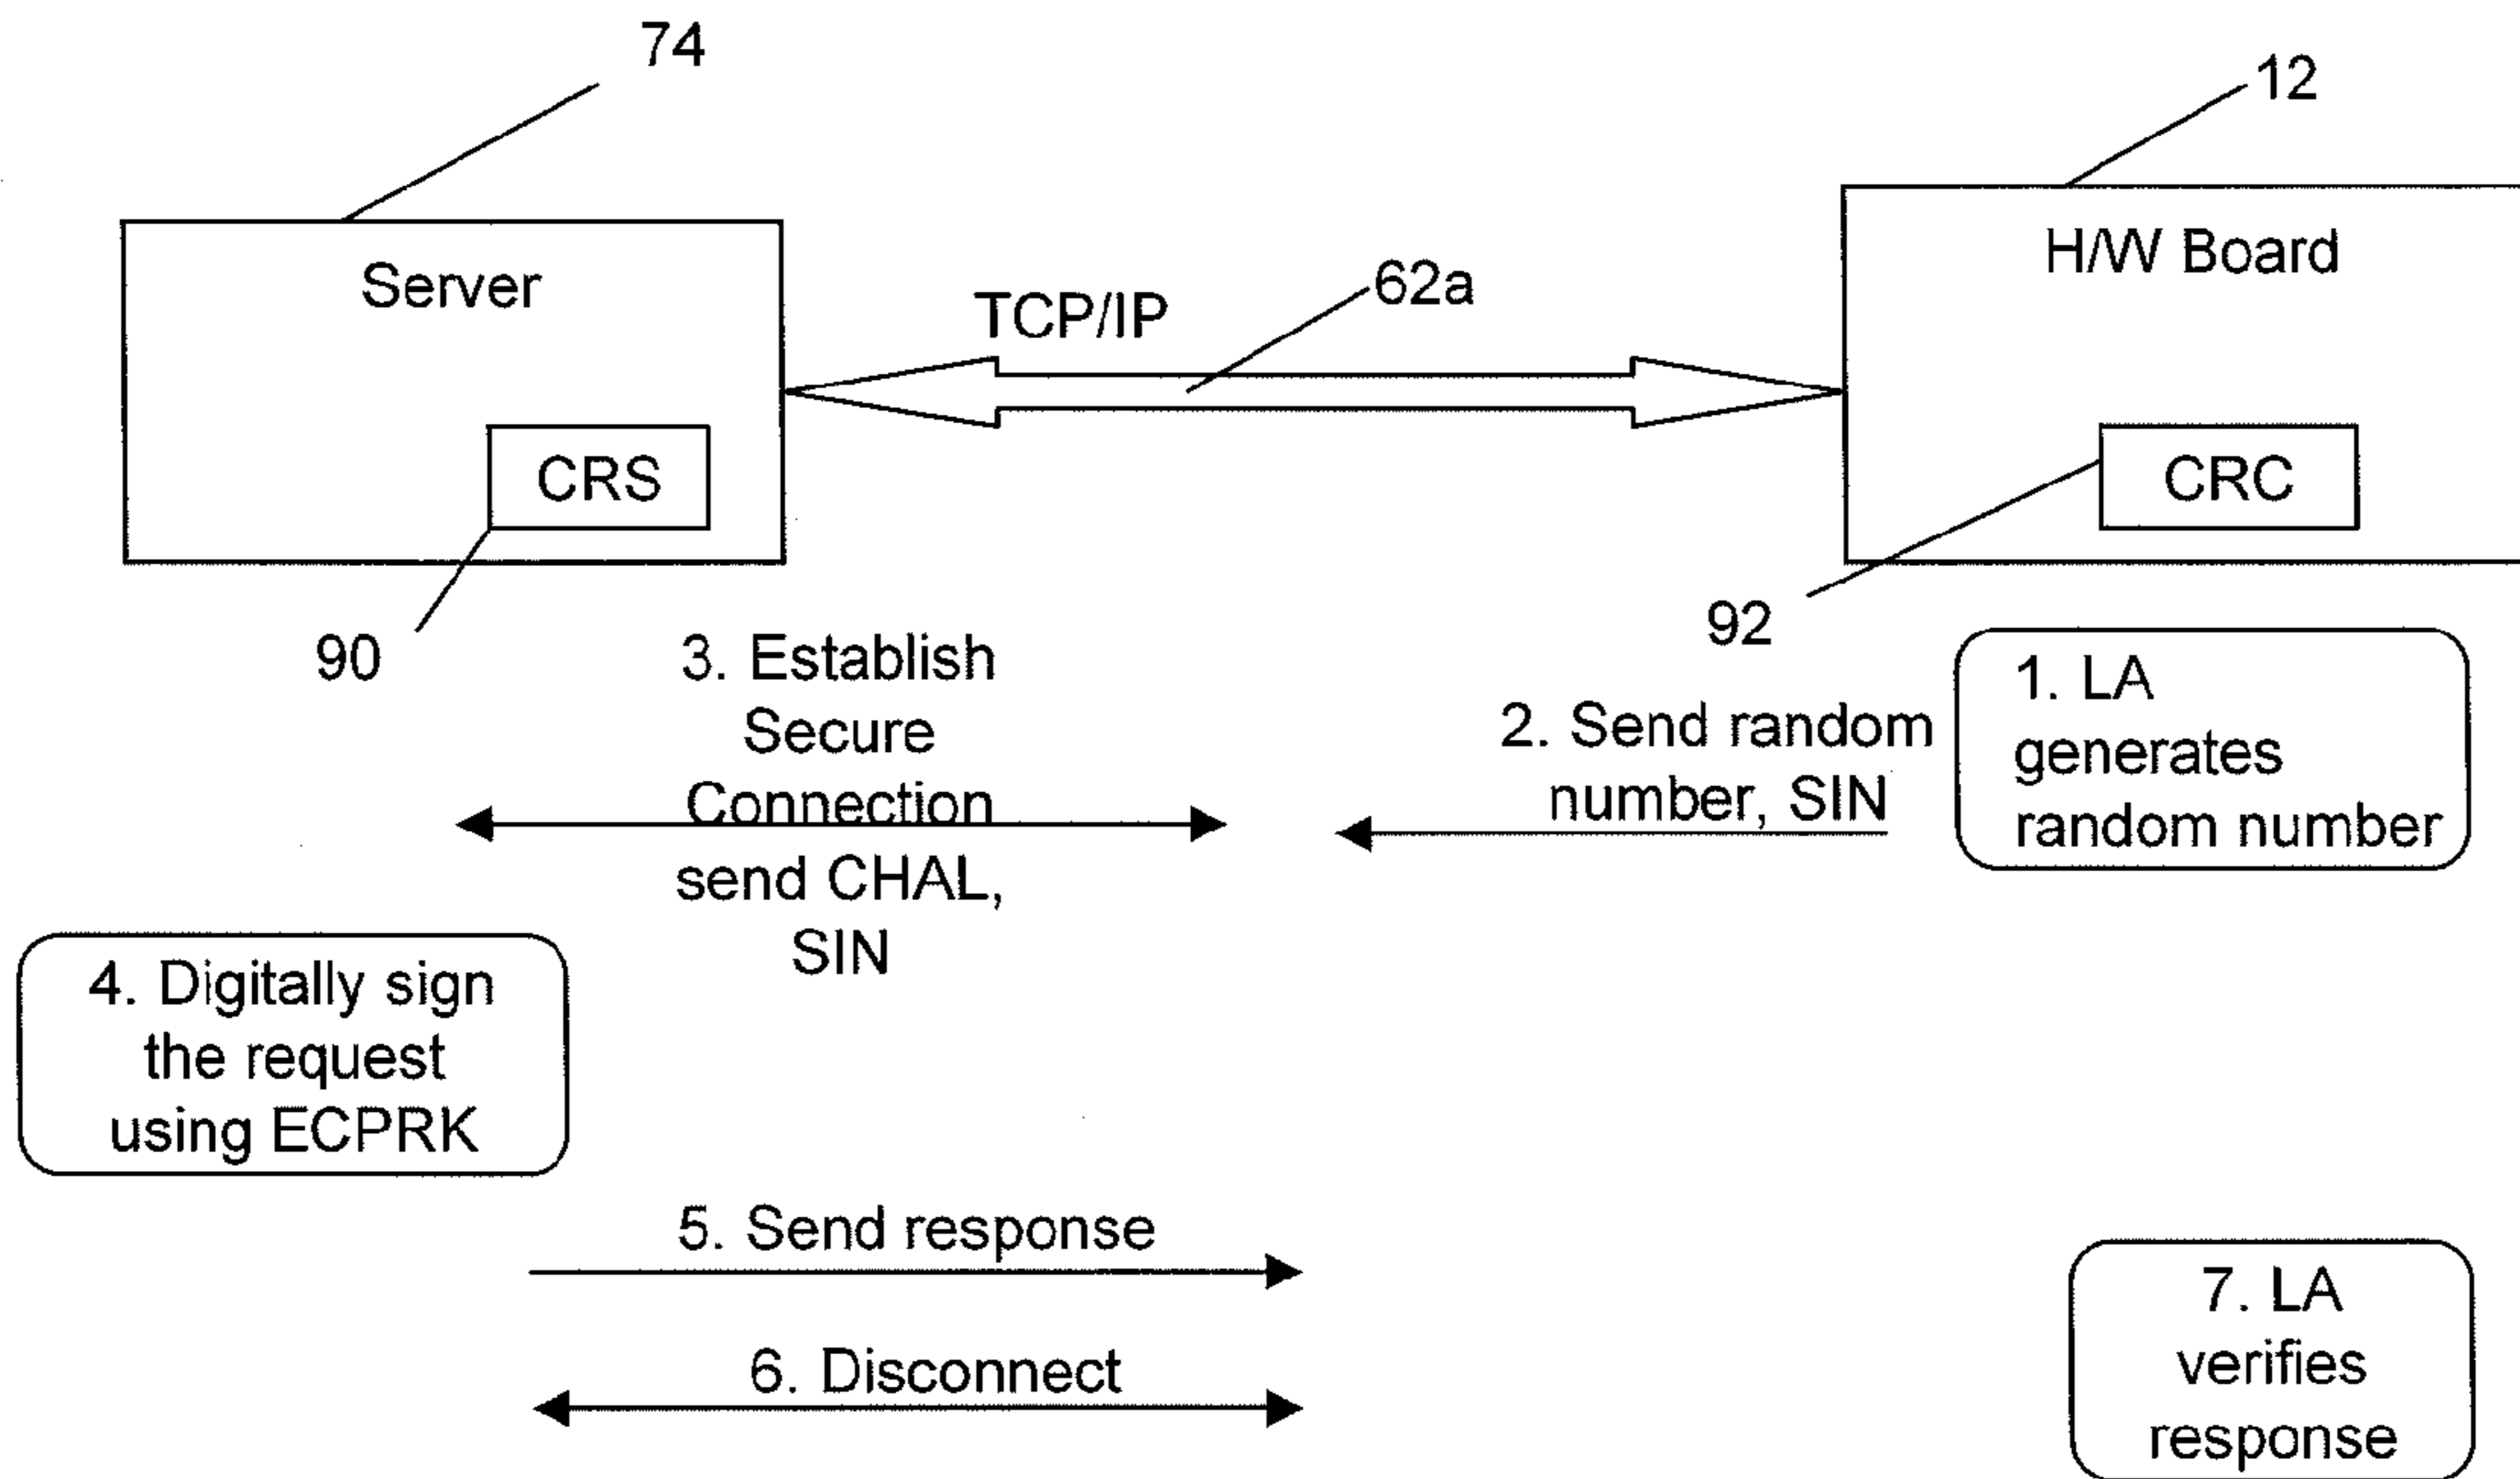 74
12
Server
H/W Board
TCP/IP
62a
CRS
CRC
90
92
3. Establish
Secure
Connection
send CHAL,
SIN
2. Send random
number, SIN
1. LA
generates
random number
4. Digitally sign
the request
using ECPRK
5. Send response
6. Disconnect
7. LA
verifies
response